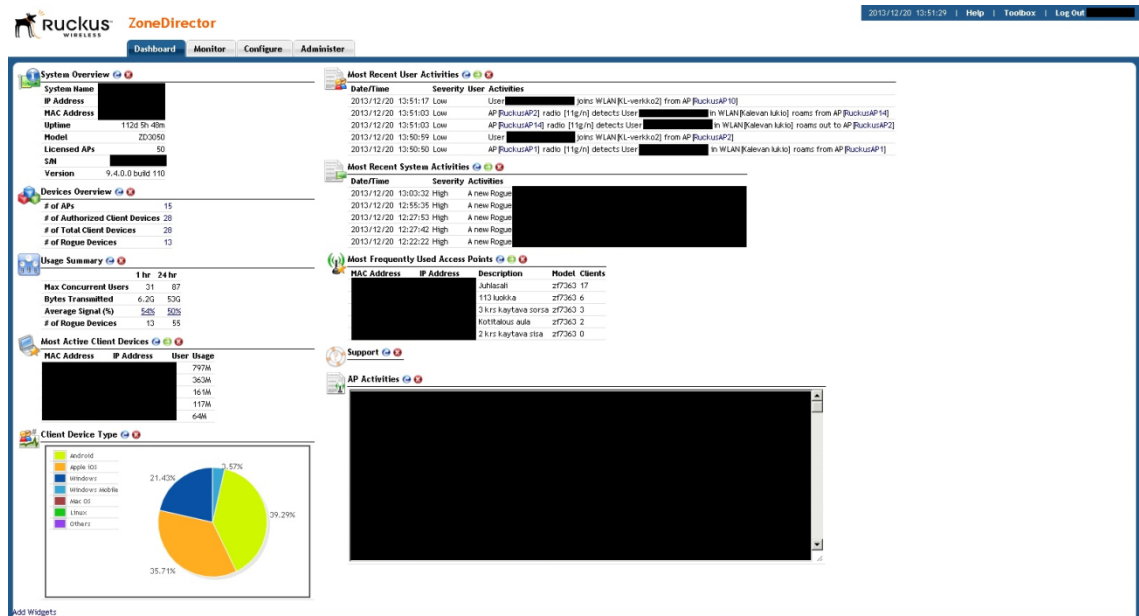 RUCKUS WIRELESS ZoneDirector
2013/12/20 13:51:29 | Help | Toolbox | Log Out
Dashboard Monitor Configure Administer
System Overview
System Name
IP Address
MAC Address
Uptime 112d 5h 48m
Model ZD3050
Licensed APs 50
S/N
Version 9.4.0.0 build 110
Devices Overview
# of APs 15
# of Authorized Client Devices 28
# of Total Client Devices 28
# of Rogue Devices 13
Usage Summary
1 hr 24 hr
Max Concurrent Users 31 87
Bytes Transmitted 6.2G 53G
Average Signal (%) 54% 50%
# of Rogue Devices 13 55
Most Active Client Devices
MAC Address IP Address User Usage
797M
363M
161M
117M
64M
Client Device Type
Android
Apple iOS
Windows
Windows Mobile
Mac OS
Linux
Others
3.57%
21.43%
39.29%
35.71%
Add Widgets
Most Recent User Activities
Date/Time Severity User Activities
2013/12/20 13:51:17 Low User joins WLAN[KL-verkko2] from AP[RuckusAP10]
2013/12/20 13:51:03 Low AP[RuckusAP2] radio [11g/n] detects User in WLAN[Kalevan lukio] roams from AP[RuckusAP14]
2013/12/20 13:51:03 Low AP[RuckusAP14] radio [11g/n] detects User in WLAN[Kalevan lukio] roams out to AP[RuckusAP2]
2013/12/20 13:50:59 Low User joins WLAN[KL-verkko2] from AP[RuckusAP2]
2013/12/20 13:50:50 Low AP[RuckusAP1] radio [11g/n] detects User in WLAN[Kalevan lukio] roams from AP[RuckusAP1]
Most Recent System Activities
Date/Time Severity Activities
2013/12/20 13:03:32 High A new Rogue
2013/12/20 12:55:35 High A new Rogue
2013/12/20 12:27:53 High A new Rogue
2013/12/20 12:27:42 High A new Rogue
2013/12/20 12:22:22 High A new Rogue
Most Frequently Used Access Points
MAC Address IP Address Description Model Clients
Juhlasali zf7363 17
113 luokka zf7363 6
3 krs kaytava sorsa zf7363 3
Kotitalous aula zf7363 2
2 krs kaytava sisa zf7363 0
Support
AP Activities